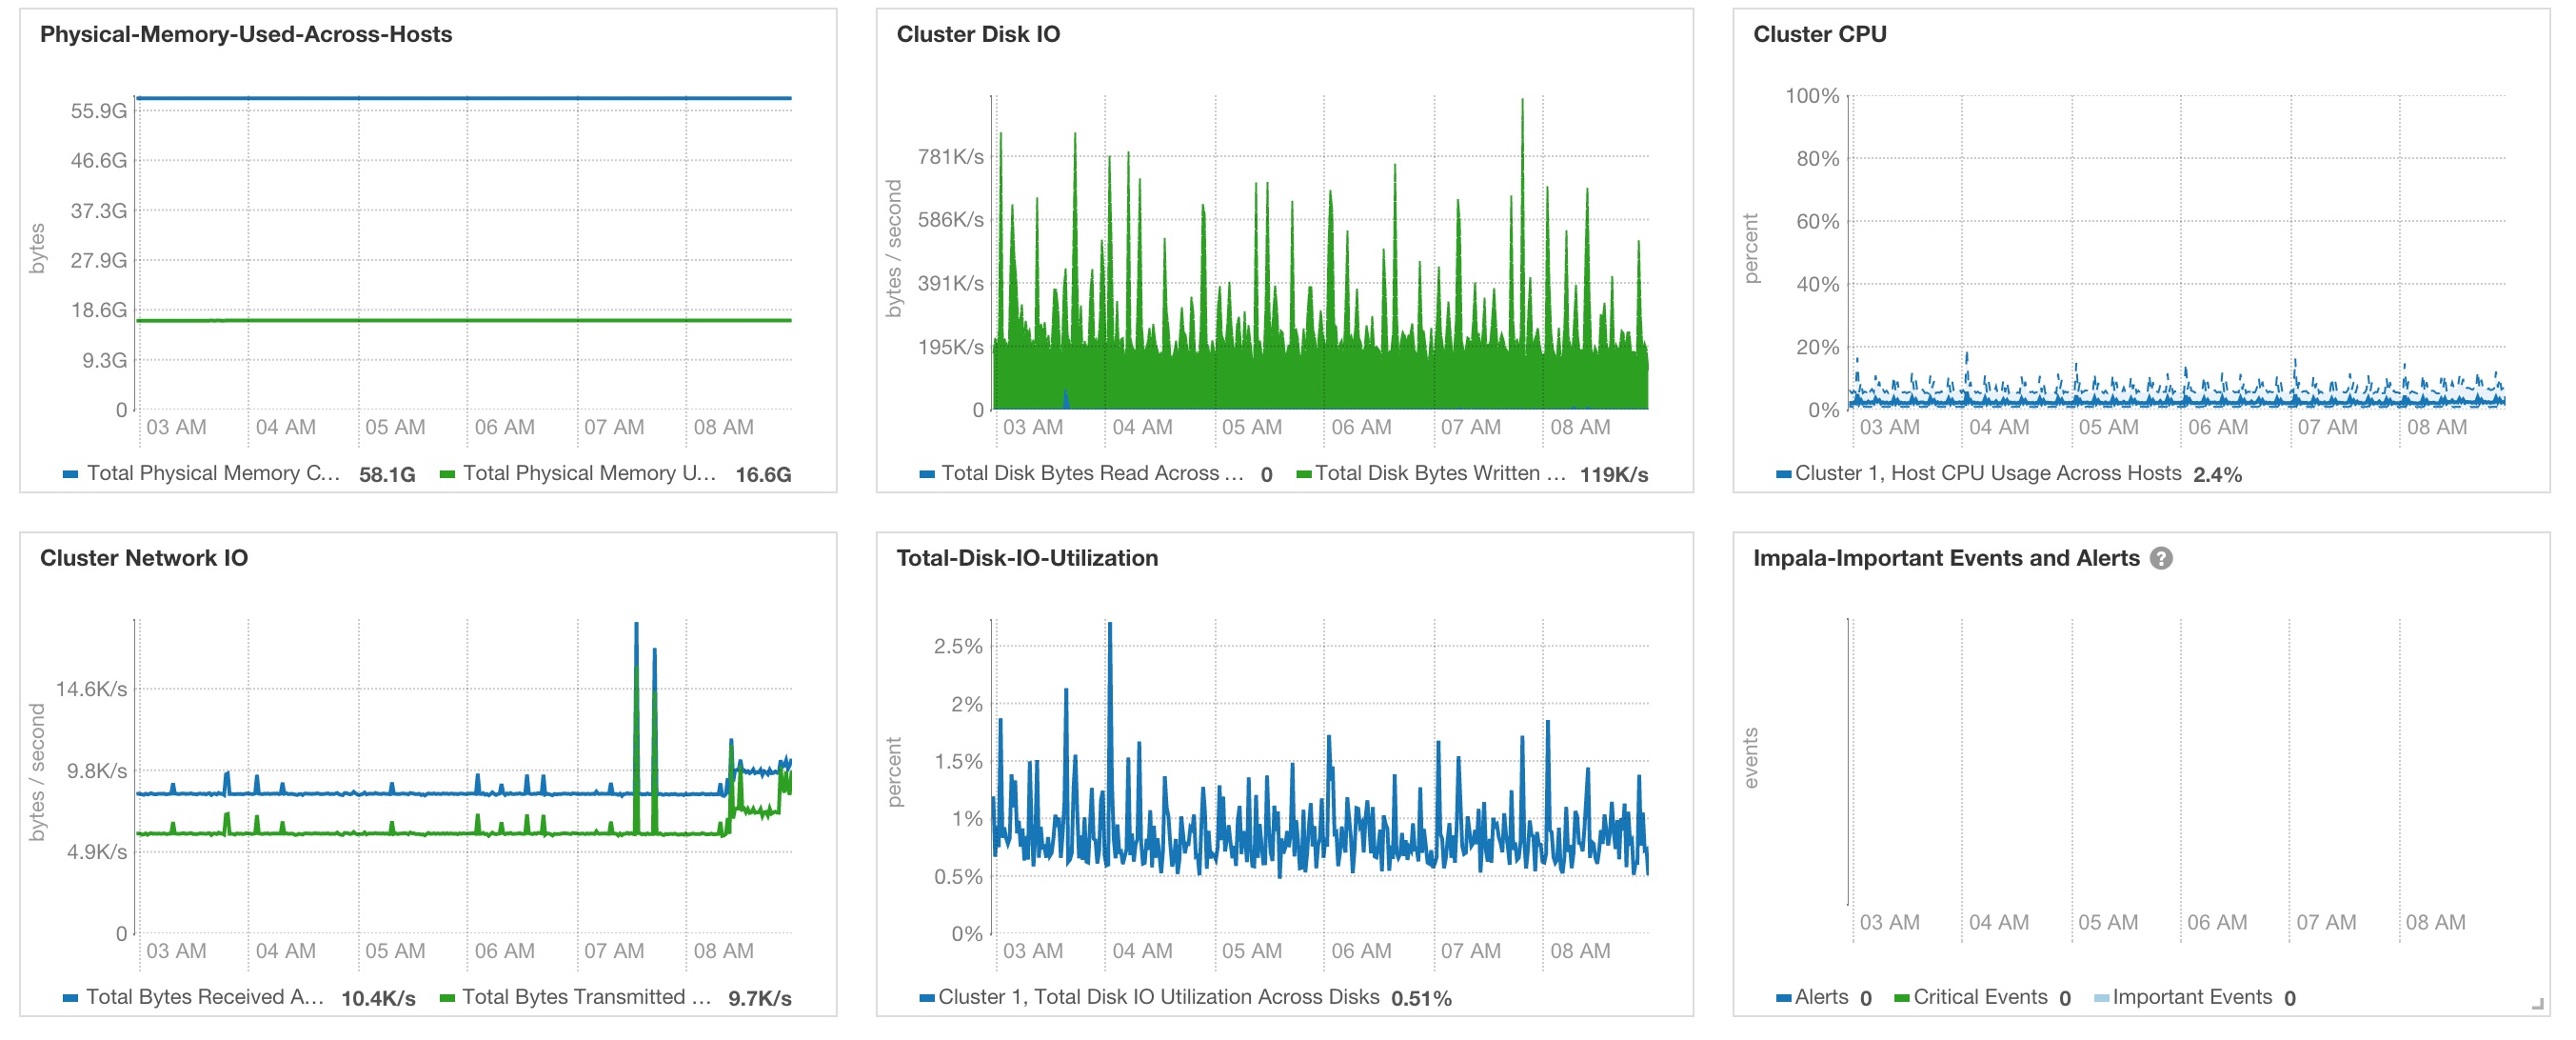 Physical-Memory-Used-Across-Hosts
bytes
55.9G
46.6G
37.3G
27.9G
18.6G
9.3G
0
03 AM 04 AM 05 AM 06 AM 07 AM 08 AM
Total Physical Memory C... 58.1G Total Physical Memory U... 16.6G
Cluster Disk IO
bytes / second
781K/s
586K/s
391K/s
195K/s
0
03 AM 04 AM 05 AM 06 AM 07 AM 08 AM
Total Disk Bytes Read Across ... 0 Total Disk Bytes Written ... 119K/s
Cluster CPU
percent
100%
80%
60%
40%
20%
0%
03 AM 04 AM 05 AM 06 AM 07 AM 08 AM
Cluster 1, Host CPU Usage Across Hosts 2.4%
Cluster Network IO
bytes / second
14.6K/s
9.8K/s
4.9K/s
0
03 AM 04 AM 05 AM 06 AM 07 AM 08 AM
Total Bytes Received A... 10.4K/s Total Bytes Transmitted ... 9.7K/s
Total-Disk-IO-Utilization
percent
2.5%
2%
1.5%
1%
0.5%
0%
03 AM 04 AM 05 AM 06 AM 07 AM 08 AM
Cluster 1, Total Disk IO Utilization Across Disks 0.51%
Impala-Important Events and Alerts ?
events
03 AM 04 AM 05 AM 06 AM 07 AM 08 AM
Alerts 0 Critical Events 0 Important Events 0